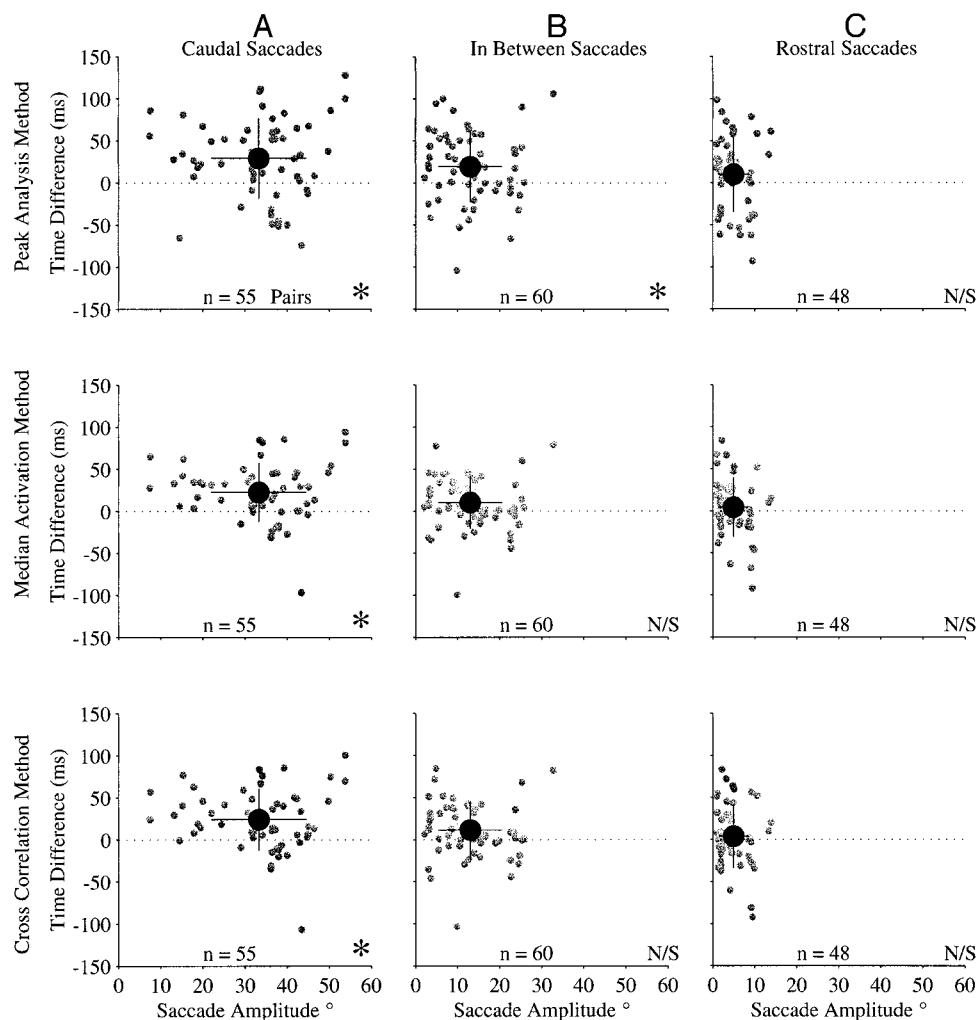 A B C
Caudal Saccades In Between Saccades Rostral Saccades
Peak Analysis Method
Time Difference (ms)
150
100
50
0
-50
-100
-150
n = 55 Pairs *
n = 60 *
n = 48 N/S
Median Activation Method
Time Difference (ms)
150
100
50
0
-50
-100
-150
n = 55 *
n = 60 N/S
n = 48 N/S
Cross Correlation Method
Time Difference (ms)
150
100
50
0
-50
-100
-150
n = 55 *
n = 60 N/S
n = 48 N/S
0 10 20 30 40 50 60 0 10 20 30 40 50 60 0 10 20 30 40 50 60
Saccade Amplitude ° Saccade Amplitude ° Saccade Amplitude °